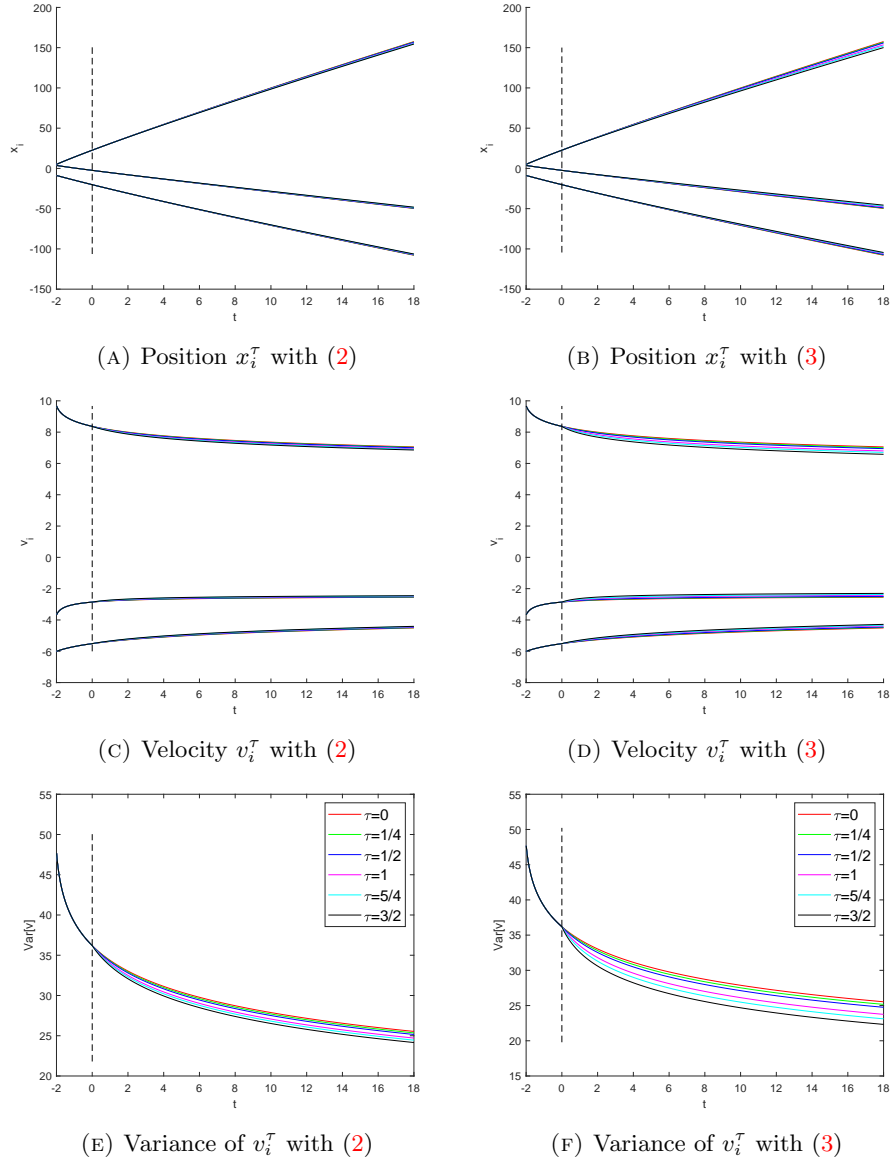 200
150
100
50
0
-50
-100
-150
x_i
-2 0 2 4 6 8 10 12 14 16 18
t
(A) Position x_i^τ with (2)
200
150
100
50
0
-50
-100
-150
x_i
-2 0 2 4 6 8 10 12 14 16 18
t
(B) Position x_i^τ with (3)
10
8
6
4
2
0
-2
-4
-6
-8
v_i
-2 0 2 4 6 8 10 12 14 16 18
t
(C) Velocity v_i^τ with (2)
10
8
6
4
2
0
-2
-4
-6
-8
v_i
-2 0 2 4 6 8 10 12 14 16 18
t
(D) Velocity v_i^τ with (3)
55
50
45
40
35
30
25
20
Var[v]
τ=0
τ=1/4
τ=1/2
τ=1
τ=5/4
τ=3/2
-2 0 2 4 6 8 10 12 14 16 18
t
(E) Variance of v_i^τ with (2)
55
50
45
40
35
30
25
20
15
Var[v]
τ=0
τ=1/4
τ=1/2
τ=1
τ=5/4
τ=3/2
-2 0 2 4 6 8 10 12 14 16 18
t
(F) Variance of v_i^τ with (3)